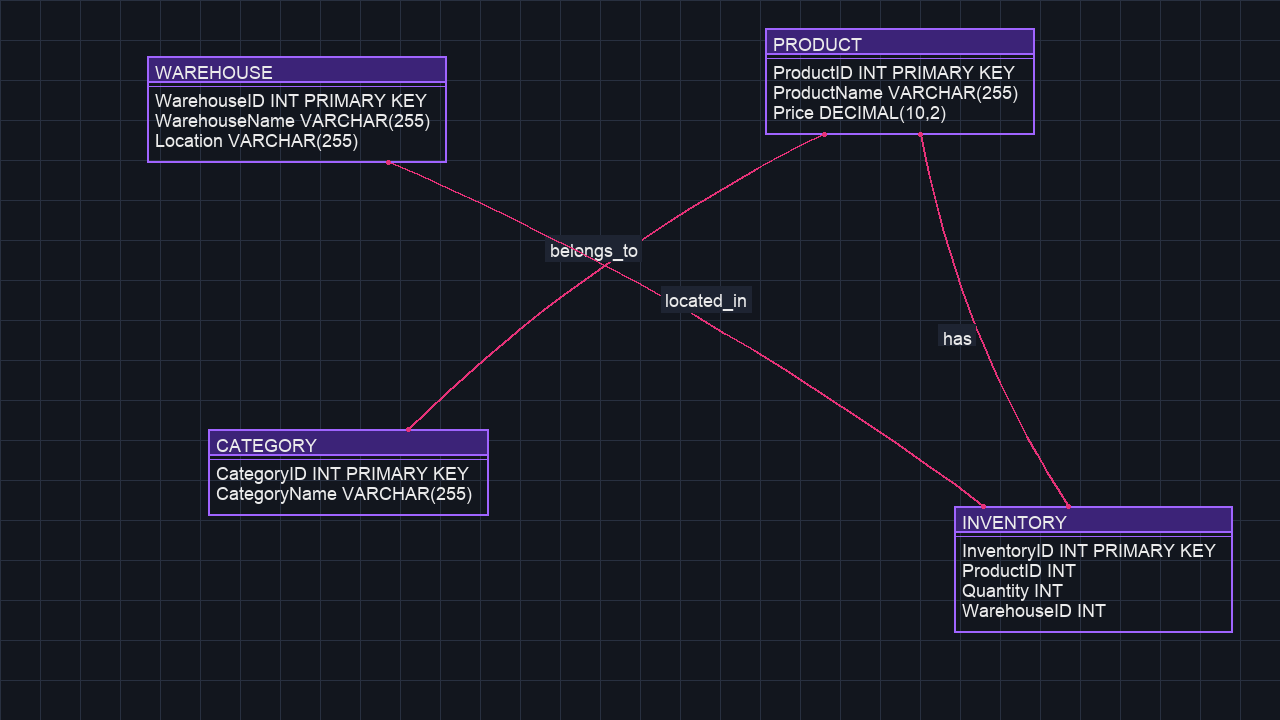 WAREHOUSE
WarehouseID INT PRIMARY KEY
WarehouseName VARCHAR(255)
Location VARCHAR(255)
PRODUCT
ProductID INT PRIMARY KEY
ProductName VARCHAR(255)
Price DECIMAL(10,2)
belongs_to
located_in
has
CATEGORY
CategoryID INT PRIMARY KEY
CategoryName VARCHAR(255)
INVENTORY
InventoryID INT PRIMARY KEY
ProductID INT
Quantity INT
WarehouseID INT